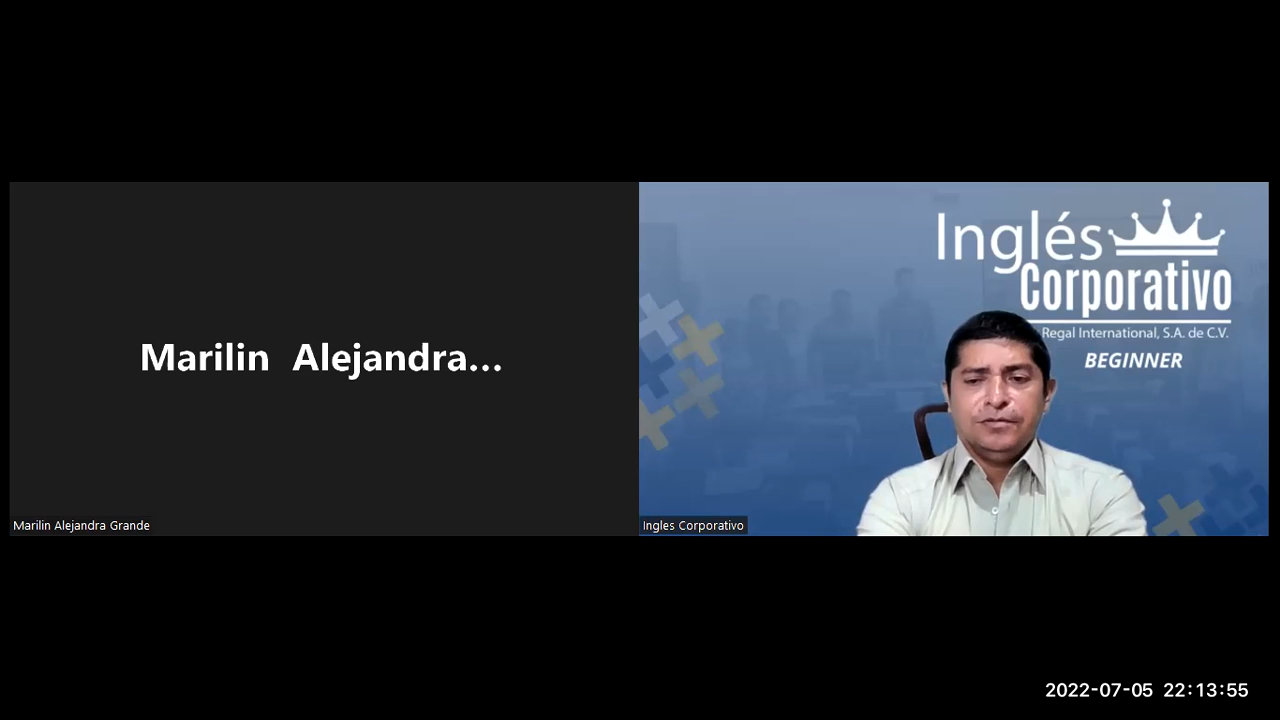 Marilin Alejandra...
Marilin Alejandra Grande
Inglés
Corporativo
Regal International, S.A. de C.V.
BEGINNER
Ingles Corporativo
2022-07-05 22:13:55